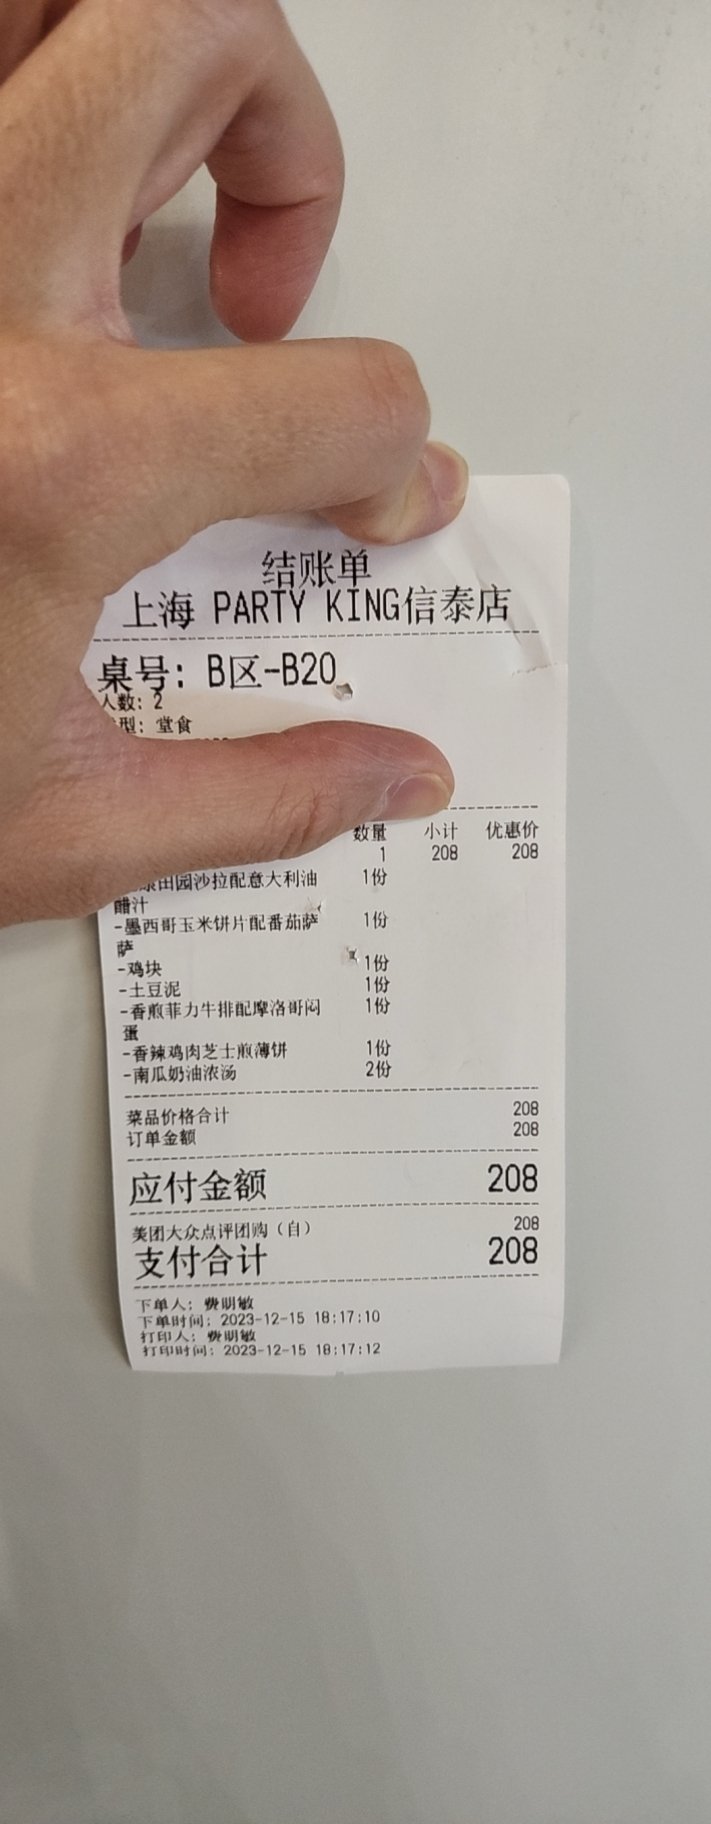 结账单
上海 PARTY KING信泰店
桌号: B区-B20
人数: 2
型: 堂食
数量 小计 优惠价
1 208 208
田园沙拉配意大利油 1份
醋汁
-墨西哥玉米饼片配番茄萨 1份
萨
-鸡块 1份
-土豆泥 1份
-香煎菲力牛排配摩洛哥闷 1份
蛋
-香辣鸡肉芝士煎薄饼 1份
-南瓜奶油浓汤 2份
菜品价格合计 208
订单金额 208
应付金额 208
美团大众点评团购（自） 208
支付合计 208
下单人: 费明敏
下单时间: 2023-12-15 18:17:10
打印人: 费明敏
打印时间: 2023-12-15 18:17:12